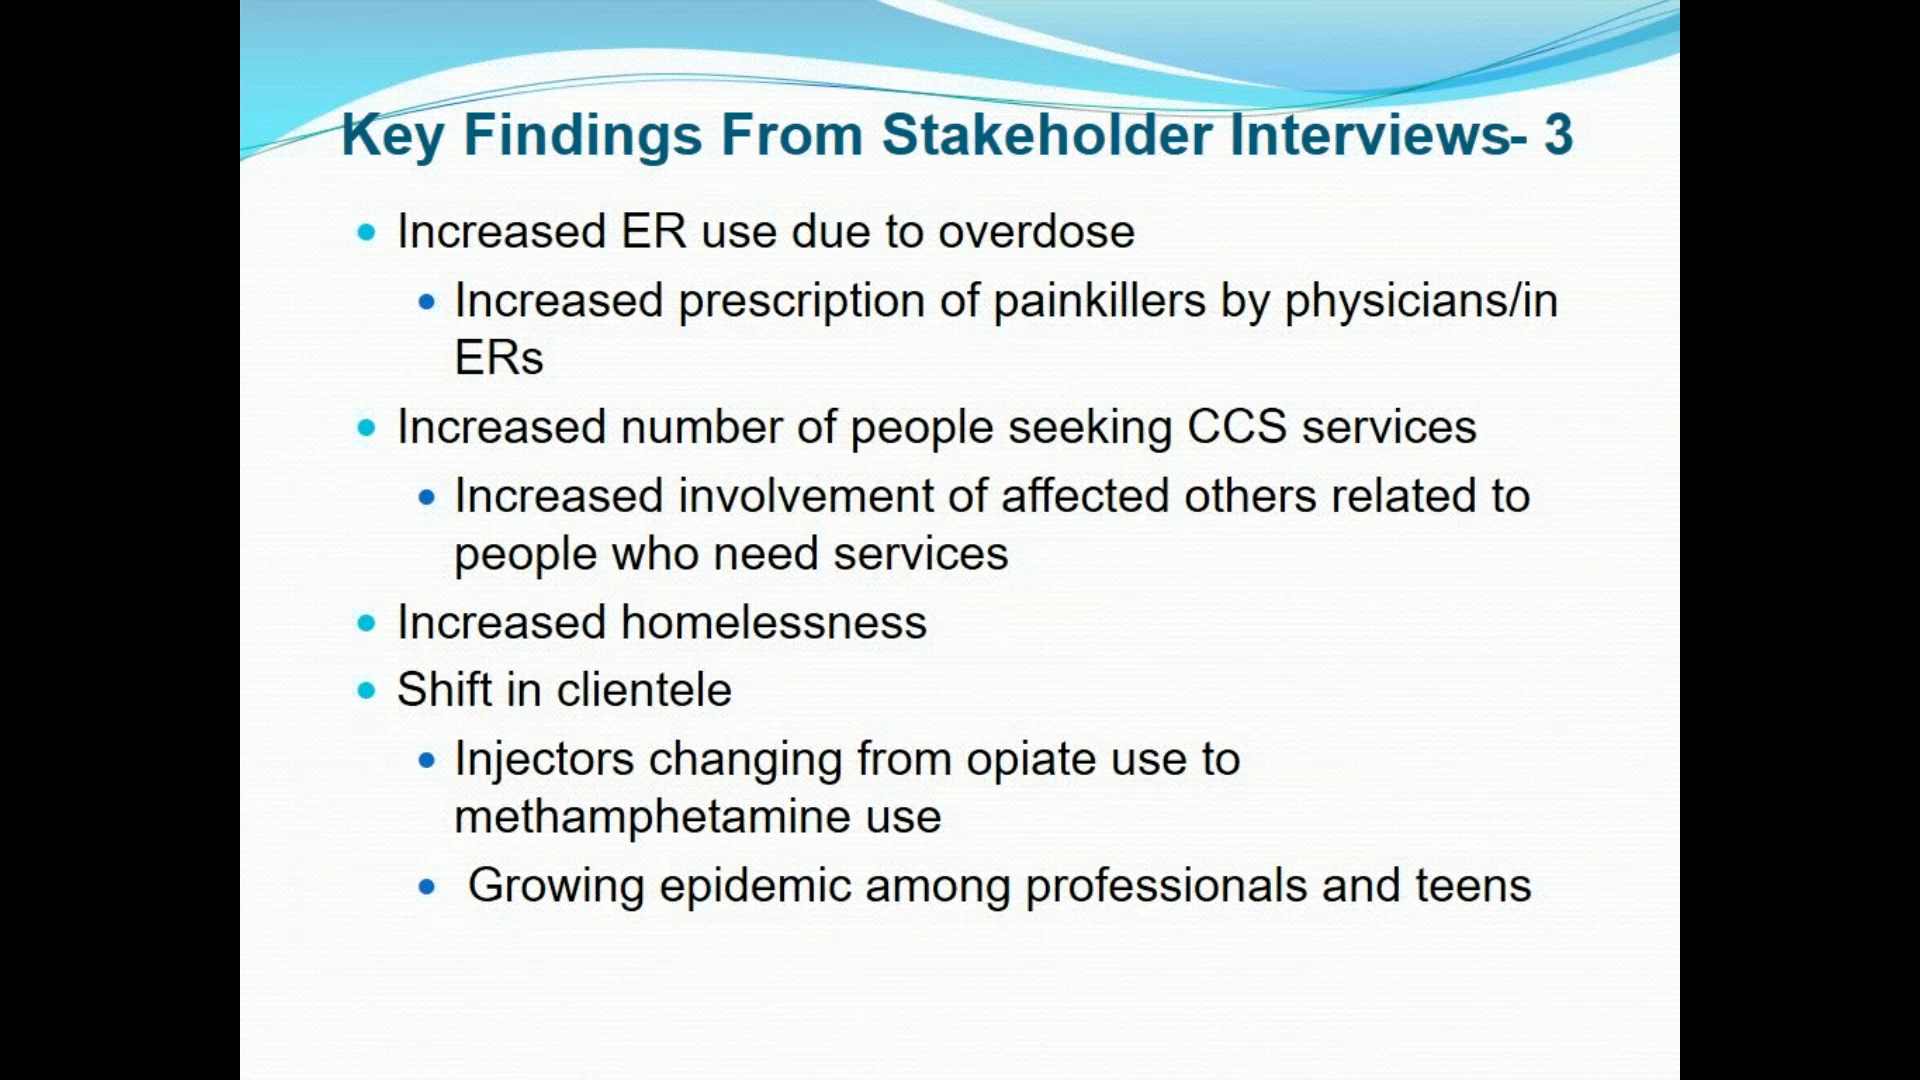 Key Findings From Stakeholder Interviews- 3
Increased ER use due to overdose
Increased prescription of painkillers by physicians/in
ERs
Increased number of people seeking CCS services
Increased involvement of affected others related to
people who need services
Increased homelessness
Shift in clientele
Injectors changing from opiate use to
methamphetamine use
Growing epidemic among professionals and teens